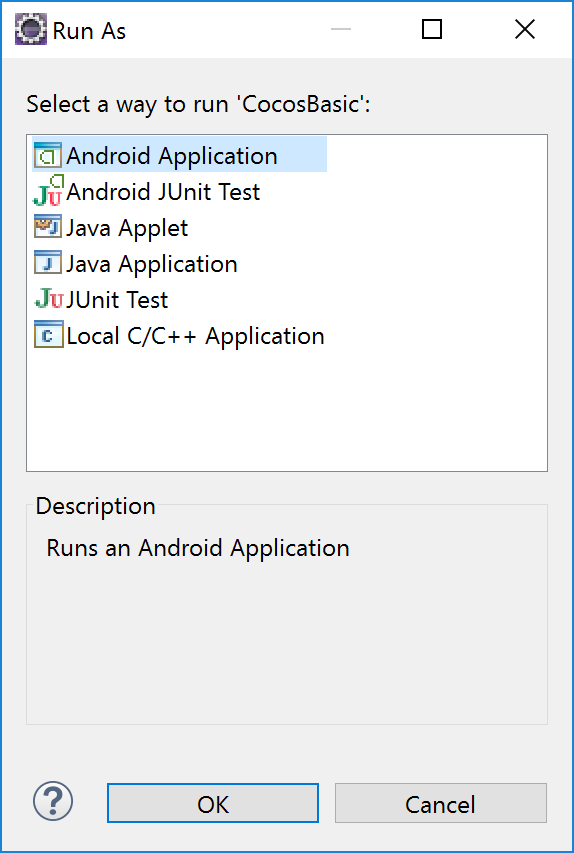 Run As
Select a way to run 'CocosBasic':
Android Application
Android JUnit Test
Java Applet
Java Application
JUnit Test
Local C/C++ Application
Description
Runs an Android Application
OK
Cancel